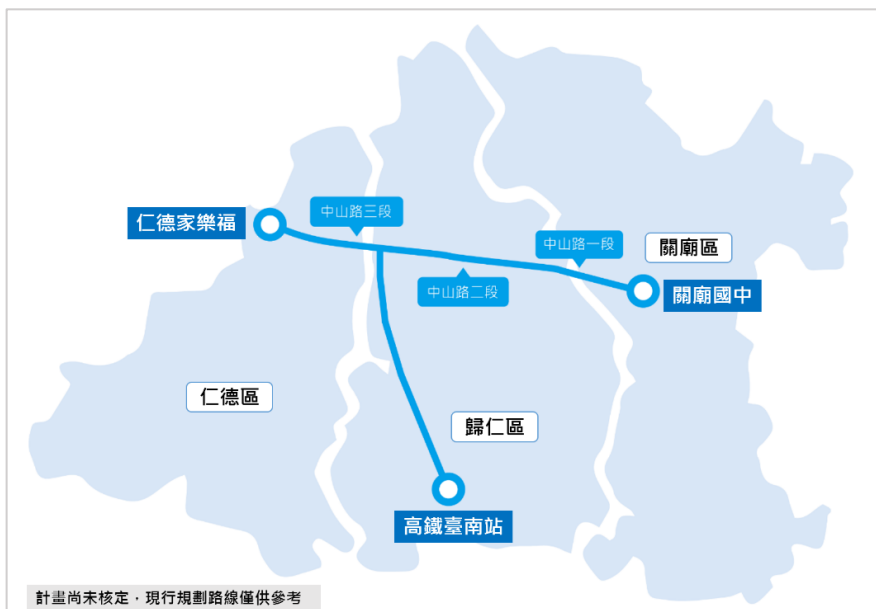 中山路三段
仁德家樂福
中山路一段
關廟區
中山路二段
關廟國中
仁德區
歸仁區
高鐵臺南站
計畫尚未核定，現行規劃路線僅供參考